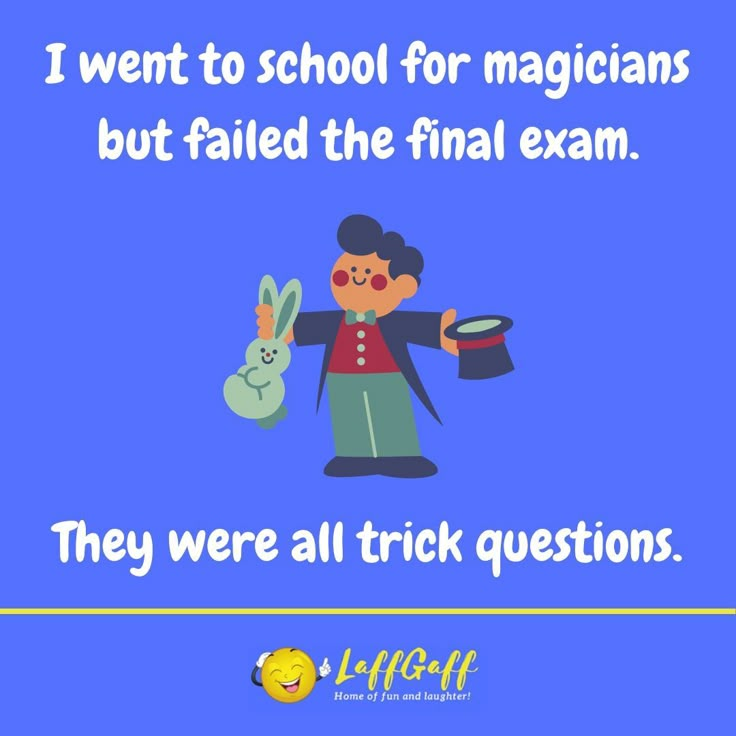 I went to school for magicians
but failed the final exam.
They were all trick questions.
LaffGaff
Home of fun and laughter!